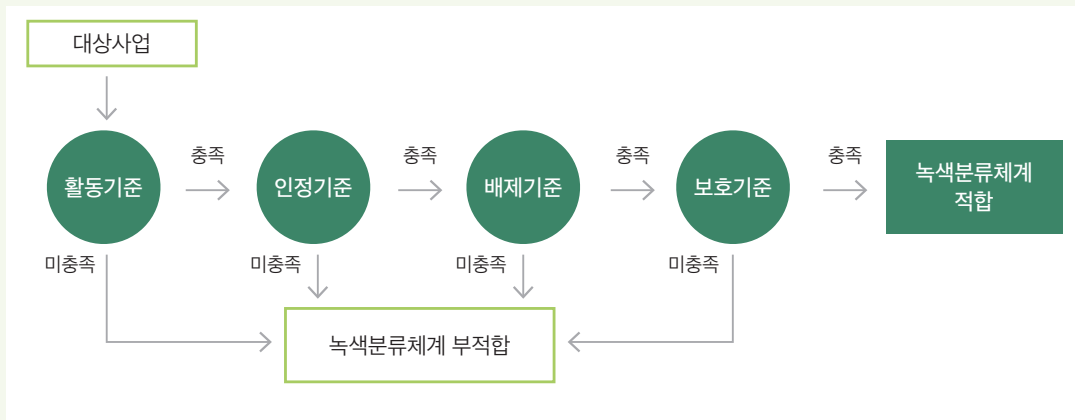 대상사업
충족
충족
충족
충족
활동기준
인정기준
배제기준
보호기준
녹색분류체계
적합
미충족
미충족
미충족
미충족
녹색분류체계 부적합